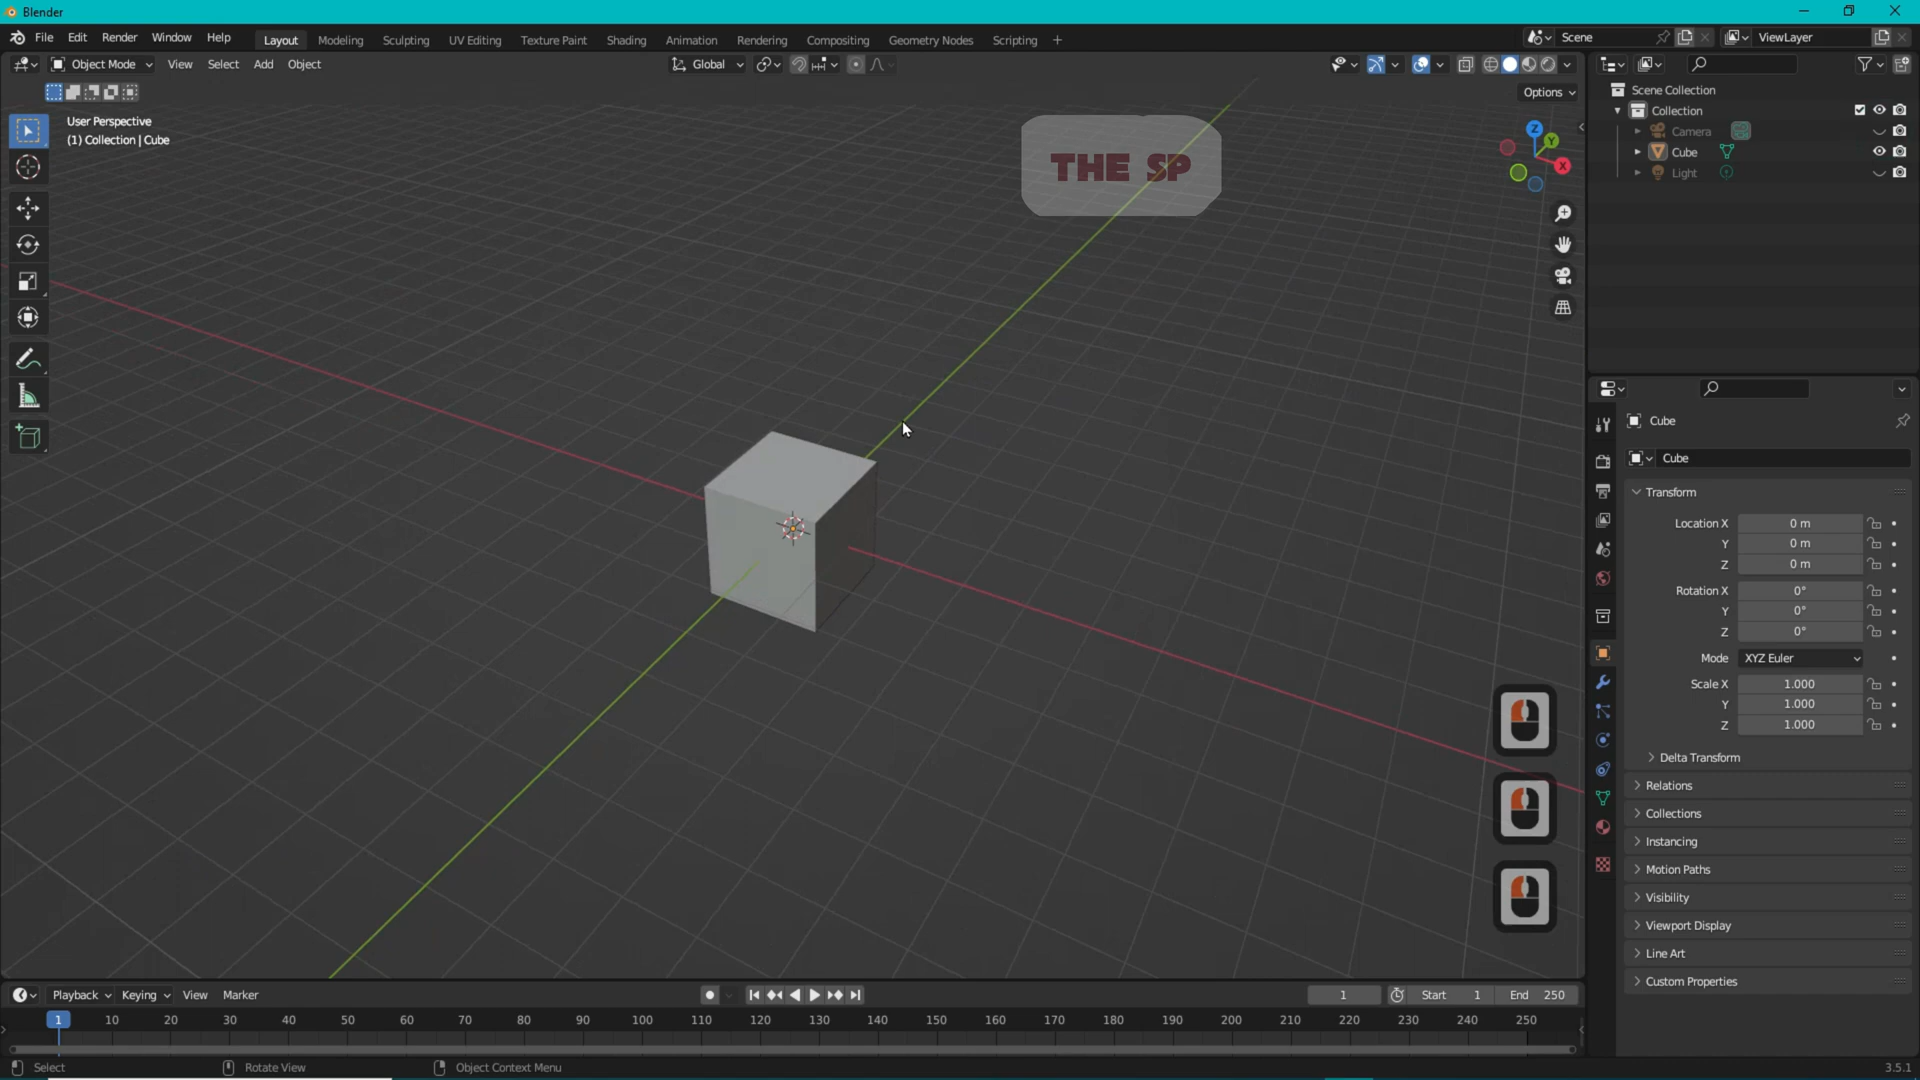 Blender
File Edit Render Window Help Layout Modeling Sculpting UV Editing Texture Paint Shading Animation Rendering Compositing Geometry Nodes Scripting + Scene ViewLayer
Object Mode View Select Add Object Global
Options
User Perspective
(1) Collection | Cube
THE SP
Z
Y
X
Scene Collection
Collection
Camera
Cube
Light
Cube
Cube
Transform
Location X 0 m
Y 0 m
Z 0 m
Rotation X 0°
Y 0°
Z 0°
Mode XYZ Euler
Scale X 1.000
Y 1.000
Z 1.000
Delta Transform
Relations
Collections
Instancing
Motion Paths
Visibility
Viewport Display
Line Art
Custom Properties
Playback Keying View Marker 1 Start 1 End 250
1 10 20 30 40 50 60 70 80 90 100 110 120 130 140 150 160 170 180 190 200 210 220 230 240 250
Select Rotate View Object Context Menu 3.5.1